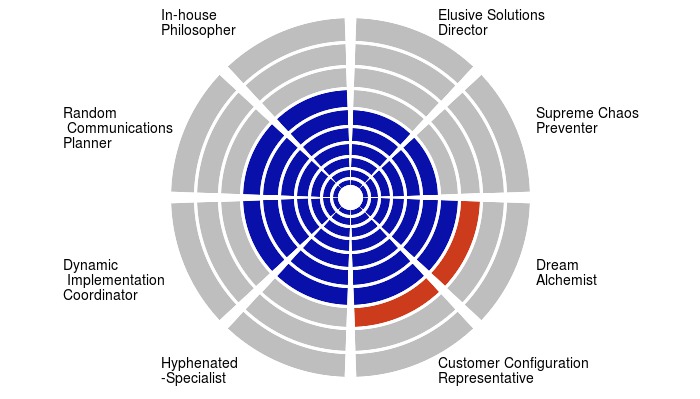 In-house
Philosopher
Elusive Solutions
Director
Random
Communications
Planner
Supreme Chaos
Preventer
Dynamic
Implementation
Coordinator
Dream
Alchemist
Hyphenated
-Specialist
Customer Configuration
Representative